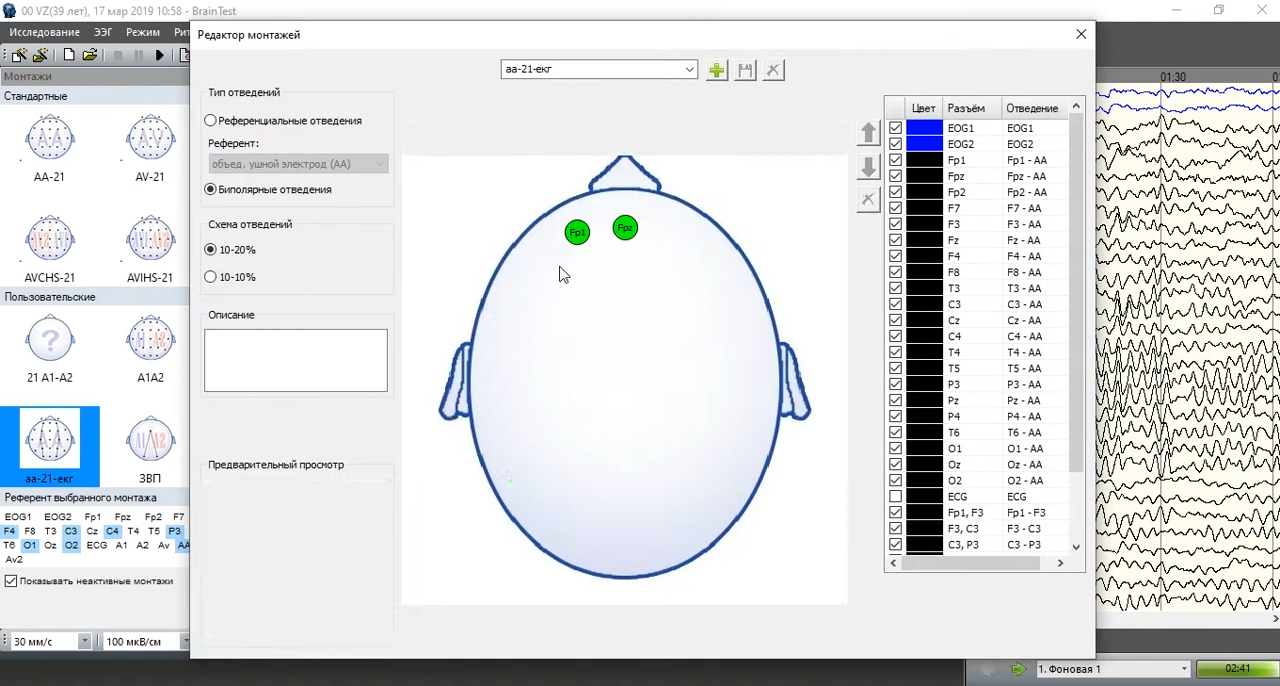 00 VZ(39 лет), 17 мар 2019 10:58 - BrainTest
Исследование ЭЭГ Режим Рит
Редактор монтажей
Монтажи
Стандартные
AA-21
AV-21
AVCHS-21
AVIHS-21
Пользовательские
21 A1-A2
A1A2
аа-21-екг
ЗВП
Референт выбранного монтажа
EOG1 EOG2 Fp1 Fpz Fp2 F7
F4 F8 T3 C3 Cz C4 T4 T5 P3
T6 O1 Oz O2 ECG A1 A2 Av AA
Av2
Показывать неактивные монтажи
30 мм/с
100 мкВ/см
аа-21-екг
Тип отведений
Референциальные отведения
Референт:
объед. ушной электрод (AA)
Биполярные отведения
Схема отведений
10-20%
10-10%
Описание
Предварительный просмотр
Fp1
Fpz
Цвет Разъём Отведение
EOG1 EOG1
EOG2 EOG2
Fp1 Fp1 - AA
Fpz Fpz - AA
Fp2 Fp2 - AA
F7 F7 - AA
F3 F3 - AA
Fz Fz - AA
F4 F4 - AA
F8 F8 - AA
T3 T3 - AA
C3 C3 - AA
Cz Cz - AA
C4 C4 - AA
T4 T4 - AA
T5 T5 - AA
P3 P3 - AA
Pz Pz - AA
P4 P4 - AA
T6 T6 - AA
O1 O1 - AA
Oz Oz - AA
O2 O2 - AA
ECG ECG
Fp1, F3 Fp1 - F3
F3, C3 F3 - C3
C3, P3 C3 - P3
01:30
1. Фоновая 1
02:41